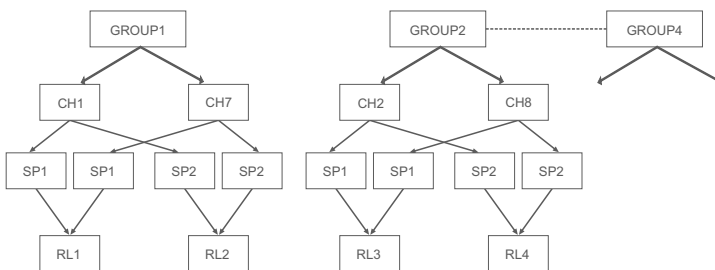 GROUP1 GROUP2 GROUP4
CH1 CH7 CH2 CH8
SP1 SP1 SP2 SP2 SP1 SP1 SP2 SP2
RL1 RL2 RL3 RL4